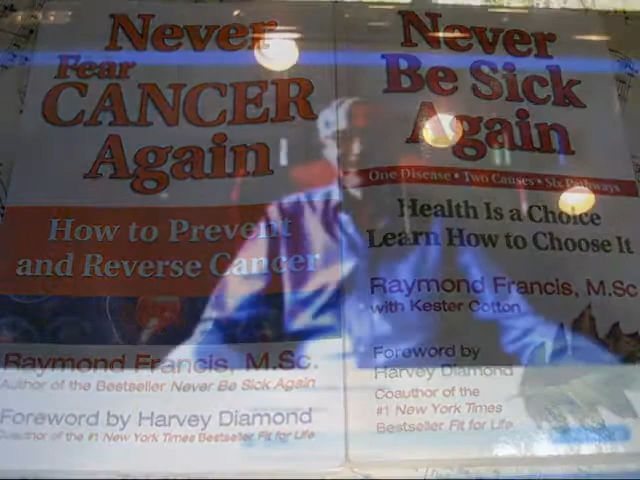 Never
Fear
CANCER
Again
How to Prevent
and Reverse Cancer
Raymond Francis, M.Sc.
Author of the Bestseller Never Be Sick Again
Foreword by Harvey Diamond
Coauthor of the #1 New York Times Bestseller Fit for Life
Never
Be Sick
Again
One Disease • Two Causes • Six Pathways
Health Is a Choice
Learn How to Choose It
Raymond Francis, M.Sc
with Kester Cotton
Foreword by
Harvey Diamond
Coauthor of the
#1 New York Times
Bestseller Fit for Life